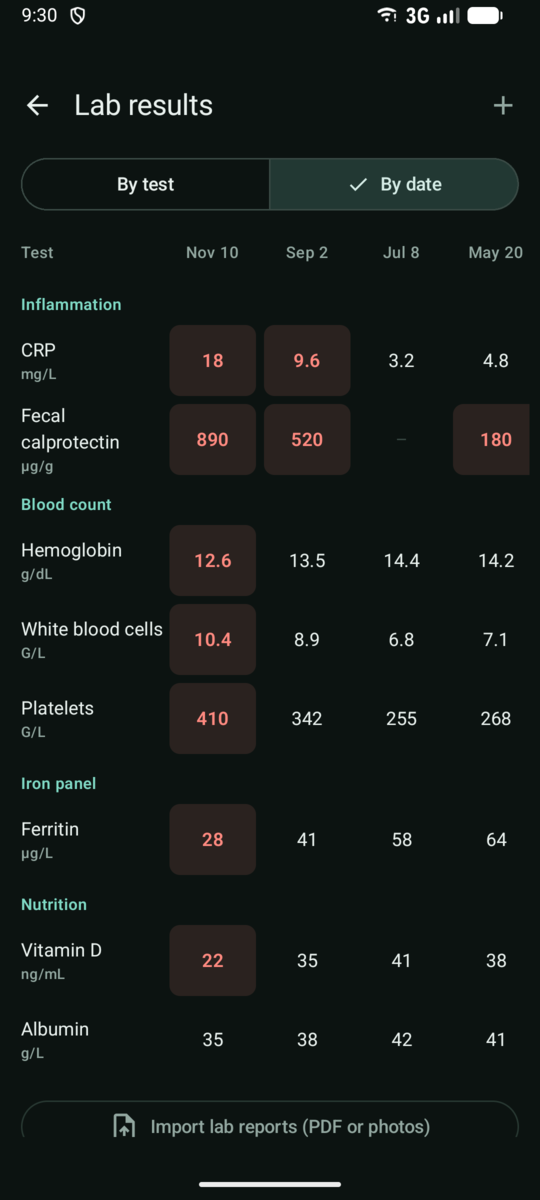 9:30 3G
Lab results
By test By date
Test Nov 10 Sep 2 Jul 8 May 20
Inflammation
CRP 18 9.6 3.2 4.8
mg/L
Fecal
calprotectin 890 520 – 180
µg/g
Blood count
Hemoglobin 12.6 13.5 14.4 14.2
g/dL
White blood cells 10.4 8.9 6.8 7.1
G/L
Platelets 410 342 255 268
G/L
Iron panel
Ferritin 28 41 58 64
µg/L
Nutrition
Vitamin D 22 35 41 38
ng/mL
Albumin 35 38 42 41
g/L
Import lab reports (PDF or photos)